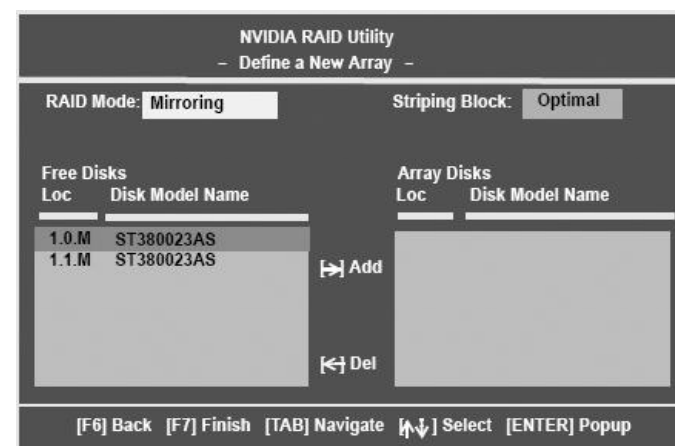 NVIDIA RAID Utility
– Define a New Array –
RAID Mode: Mirroring
Striping Block: Optimal
Free Disks
Loc Disk Model Name
1.0.M ST380023AS
1.1.M ST380023AS
Array Disks
Loc Disk Model Name
[→] Add
[←] Del
[F6] Back [F7] Finish [TAB] Navigate [↑↓] Select [ENTER] Popup